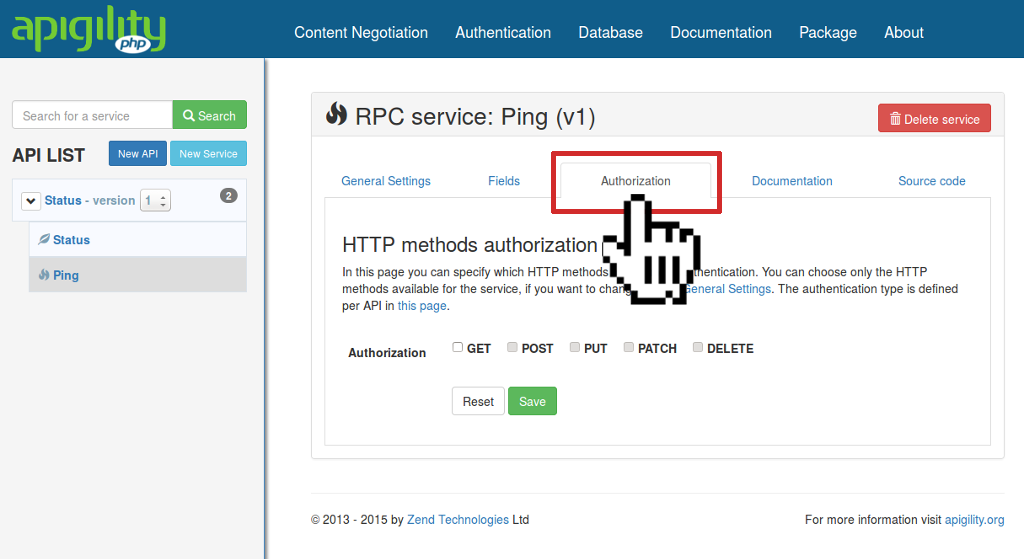 apigility
php
Content Negotiation Authentication Database Documentation Package About
Search for a service Search
API LIST New API New Service
Status - version 1 2
Status
Ping
RPC service: Ping (v1) Delete service
General Settings Fields Authorization Documentation Source code
HTTP methods authorization
In this page you can specify which HTTP methods . You can choose only the HTTP
methods available for the service, if you want to General Settings. The authentication type is defined
per API in this page.
Authorization GET POST PUT PATCH DELETE
Reset Save
© 2013 - 2015 by Zend Technologies Ltd For more information visit apigility.org